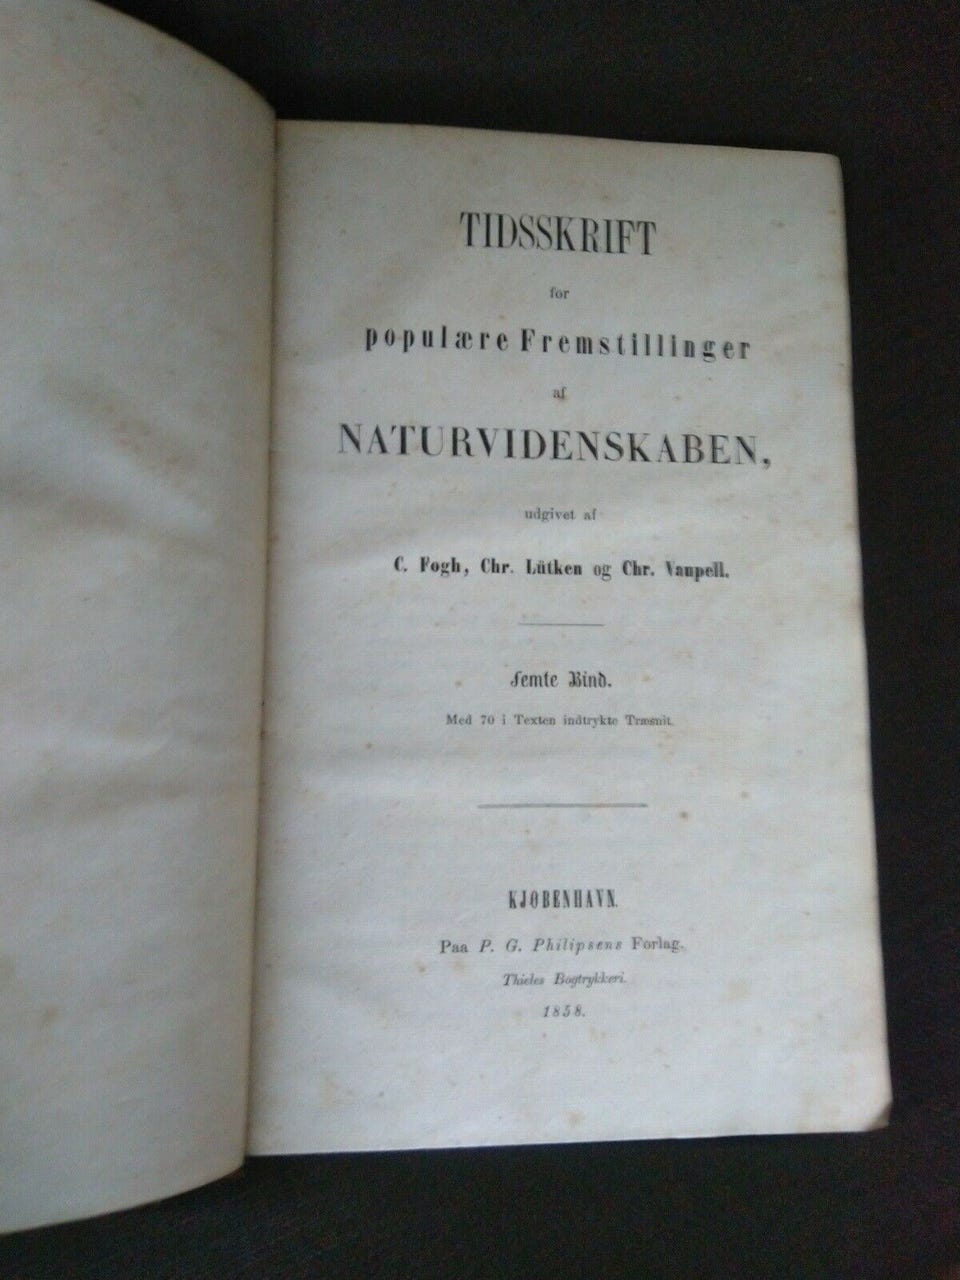 TIDSSKRIFT
for
populære Fremstillinger
af
NATURVIDENSKABEN,
udgivet af
C. Fogh, Chr. Lütken og Chr. Vaupell.
Femte Bind.
Med 70 i Texten indtrykte Træsnit.
KJØBENHAVN.
Paa P. G. Philipsens Forlag.
Thieles Bogtrykkeri.
1858.